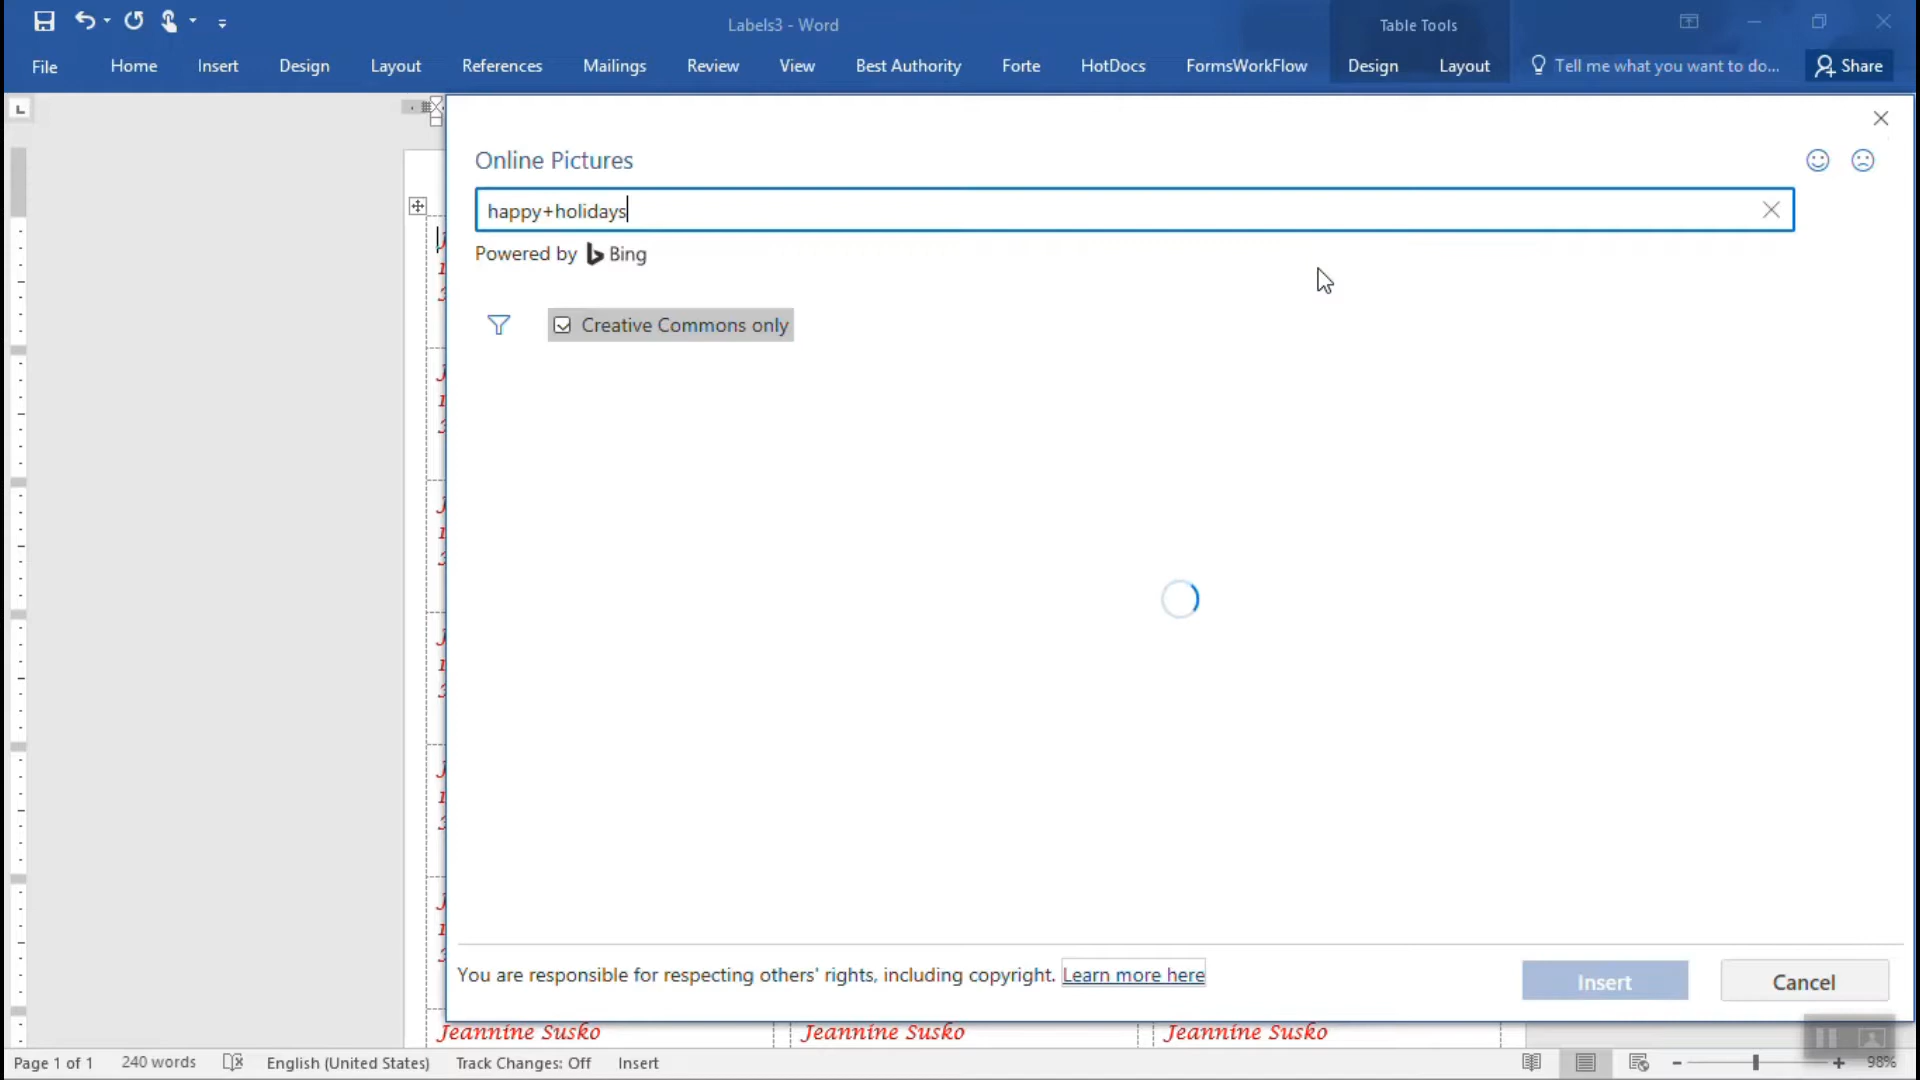 Labels3 - Word
Table Tools
File Home Insert Design Layout References Mailings Review View Best Authority Forte HotDocs FormsWorkFlow Design Layout Tell me what you want to do... Share
Online Pictures
happy+holidays
Powered by Bing
Creative Commons only
You are responsible for respecting others' rights, including copyright. Learn more here
Insert Cancel
Jeannine Susko Jeannine Susko Jeannine Susko
Page 1 of 1 240 words English (United States) Track Changes: Off Insert 98%